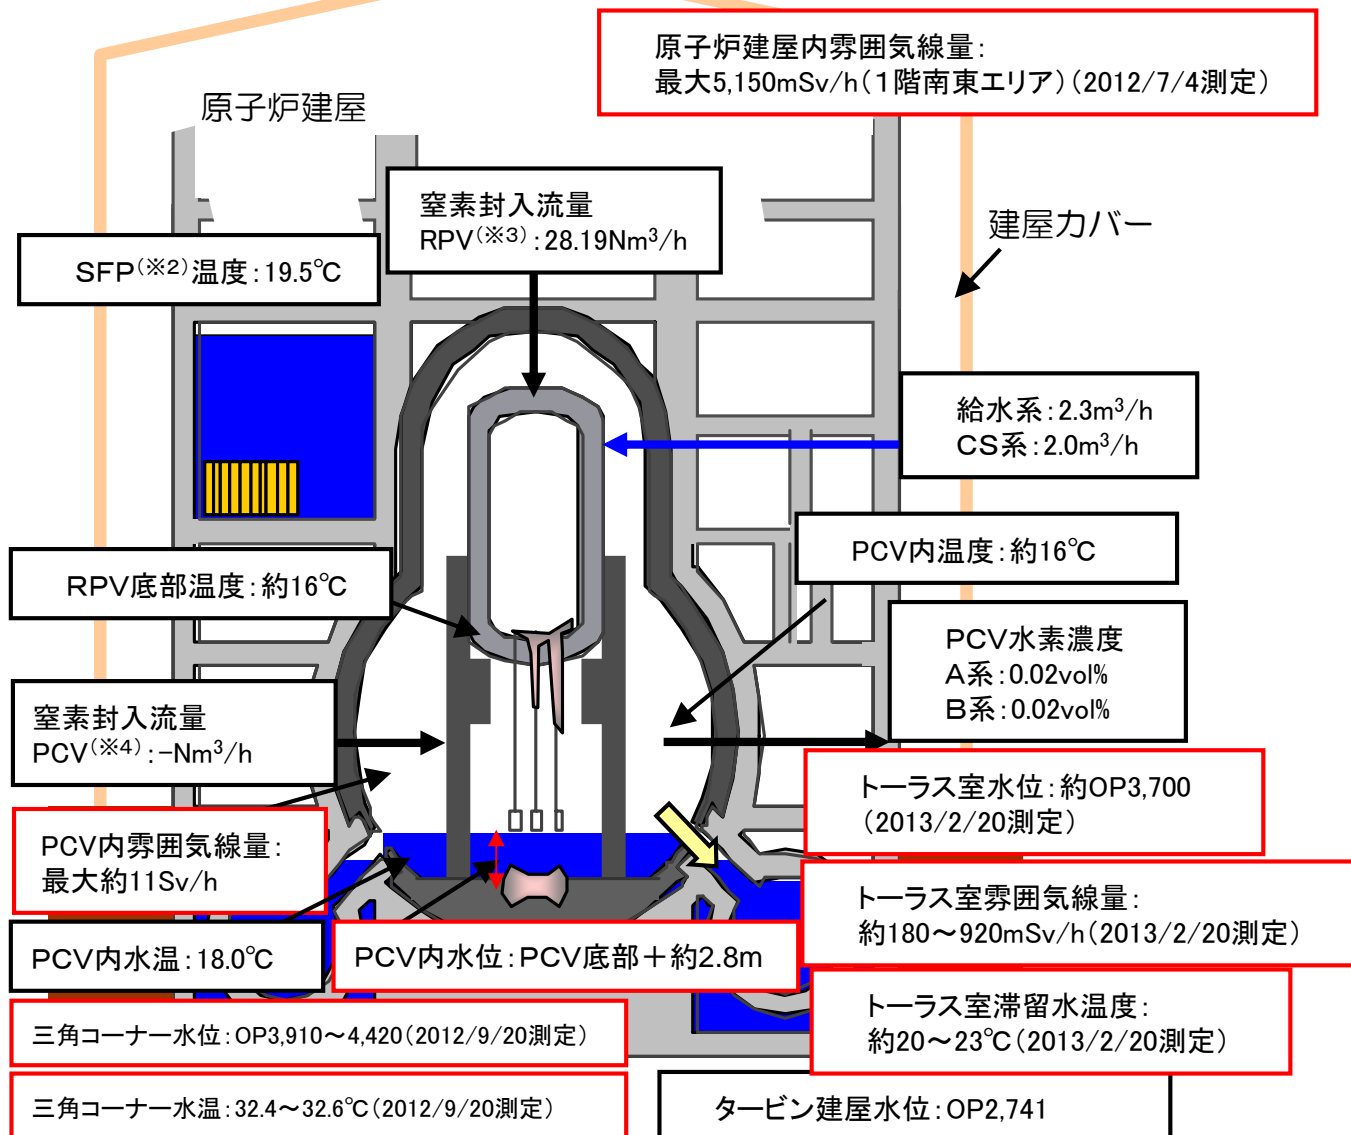 原子炉建屋内雰囲気線量：
最大5,150mSv/h（１階南東エリア）（2012/7/4測定）
原子炉建屋
窒素封入流量
RPV(※3)：28.19Nm³/h
建屋カバー
SFP(※2)温度：19.5℃
給水系：2.3m³/h
CS系：2.0m³/h
PCV内温度：約16℃
RPV底部温度：約16℃
PCV水素濃度
A系：0.02vol%
B系：0.02vol%
窒素封入流量
PCV(※4)：-Nm³/h
トーラス室水位：約OP3,700
（2013/2/20測定）
PCV内雰囲気線量：
最大約11Sv/h
トーラス室雰囲気線量：
約180～920mSv/h（2013/2/20測定）
PCV内水温：18.0℃
PCV内水位：PCV底部＋約2.8m
トーラス室滞留水温度：
約20～23℃（2013/2/20測定）
三角コーナー水位：OP3,910～4,420（2012/9/20測定）
三角コーナー水温：32.4～32.6℃（2012/9/20測定）
タービン建屋水位：OP2,741